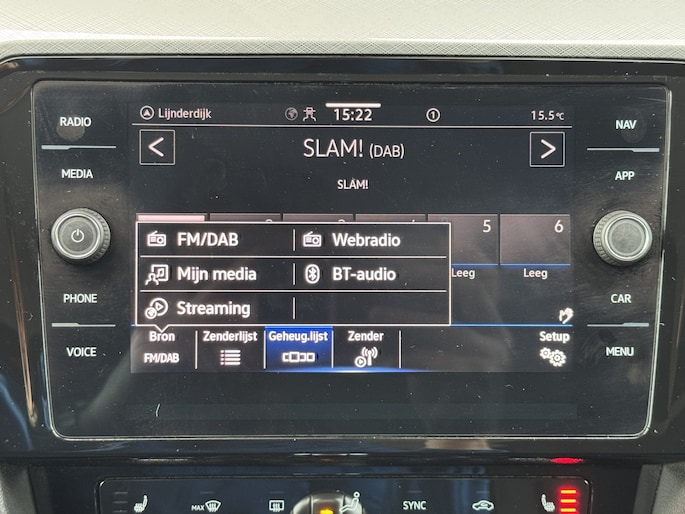 RADIO
MEDIA
PHONE
VOICE
Lijnderdijk
15:22
1
15.5°C
SLAM! (DAB)
SLAM!
5
6
Leeg
Leeg
FM/DAB
Webradio
Mijn media
BT-audio
Streaming
Bron
FM/DAB
Zenderlijst
Geheug.lijst
Zender
Setup
NAV
APP
CAR
MENU
MAX
SYNC